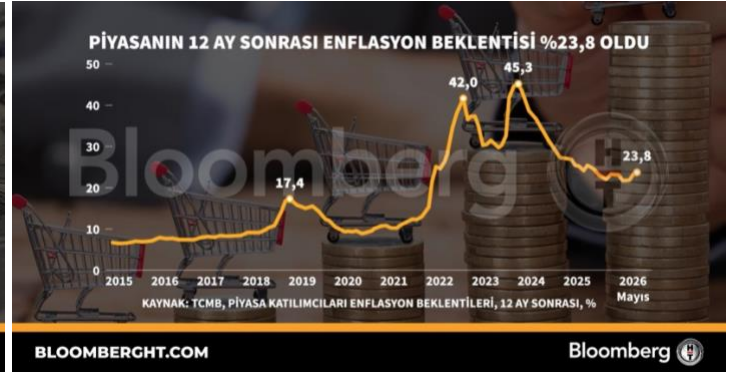 PİYASANIN 12 AY SONRASI ENFLASYON BEKLENTİSİ %23,8 OLDU
50
40
30
20
10
0
17,4
42,0
45,3
23,8
2015 2016 2017 2018 2019 2020 2021 2022 2023 2024 2025 2026
Mayıs
KAYNAK: TCMB, PİYASA KATILIMCILARI ENFLASYON BEKLENTİLERİ, 12 AY SONRASI, %
Bloomberg HT
BLOOMBERGHT.COM
Bloomberg HT